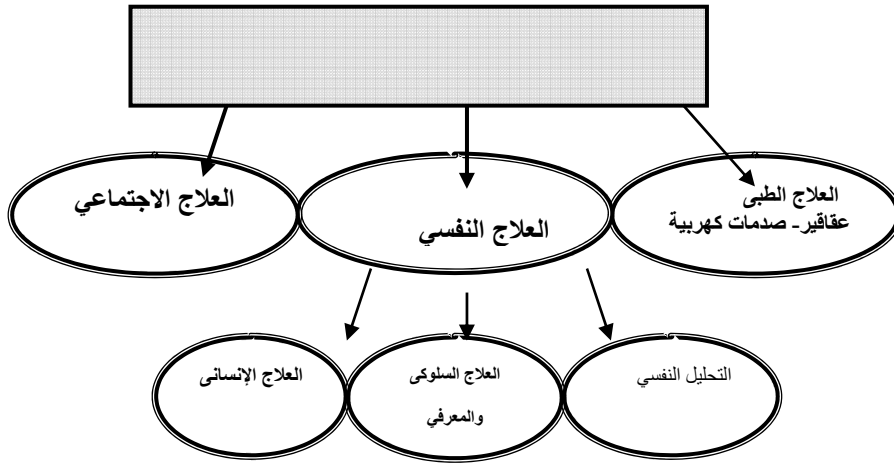 العلاج الطبى
عقاقير- صدمات كهربية
العلاج النفسي
العلاج الاجتماعي
التحليل النفسي
العلاج السلوكى
والمعرفي
العلاج الإنسانى